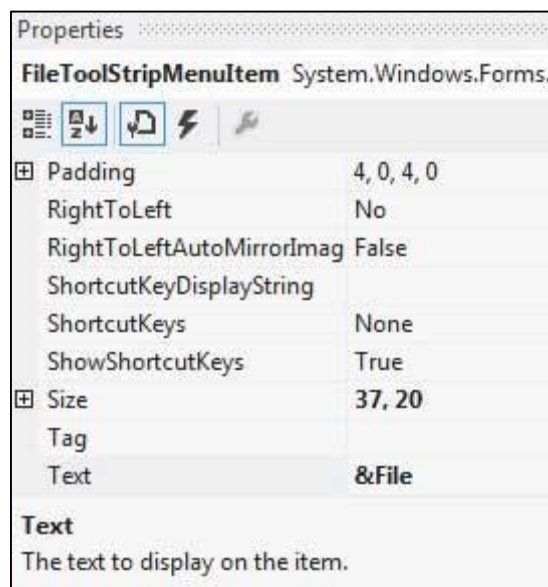 Properties
FileToolStripMenuItem System.Windows.Forms.
Padding 4, 0, 4, 0
RightToLeft No
RightToLeftAutoMirrorImag False
ShortcutKeyDisplayString
ShortcutKeys None
ShowShortcutKeys True
Size 37, 20
Tag
Text &File
Text
The text to display on the item.